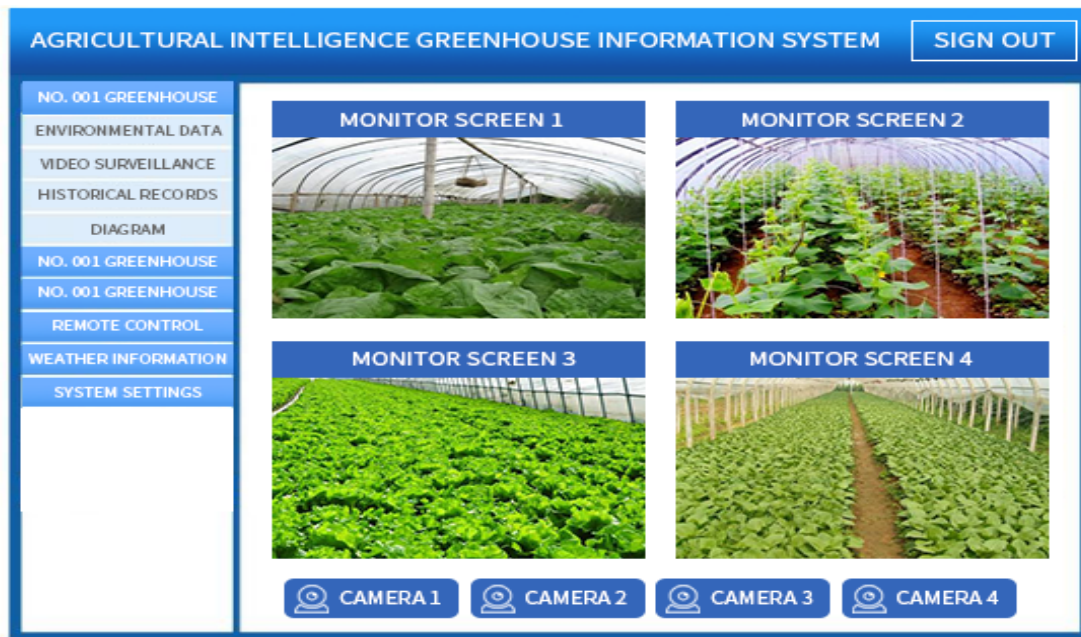 AGRICULTURAL INTELLIGENCE GREENHOUSE INFORMATION SYSTEM
SIGN OUT
NO. 001 GREENHOUSE
ENVIRONMENTAL DATA
VIDEO SURVEILLANCE
HISTORICAL RECORDS
DIAGRAM
NO. 001 GREENHOUSE
NO. 001 GREENHOUSE
REMOTE CONTROL
WEATHER INFORMATION
SYSTEM SETTINGS
MONITOR SCREEN 1
MONITOR SCREEN 2
MONITOR SCREEN 3
MONITOR SCREEN 4
CAMERA 1
CAMERA 2
CAMERA 3
CAMERA 4